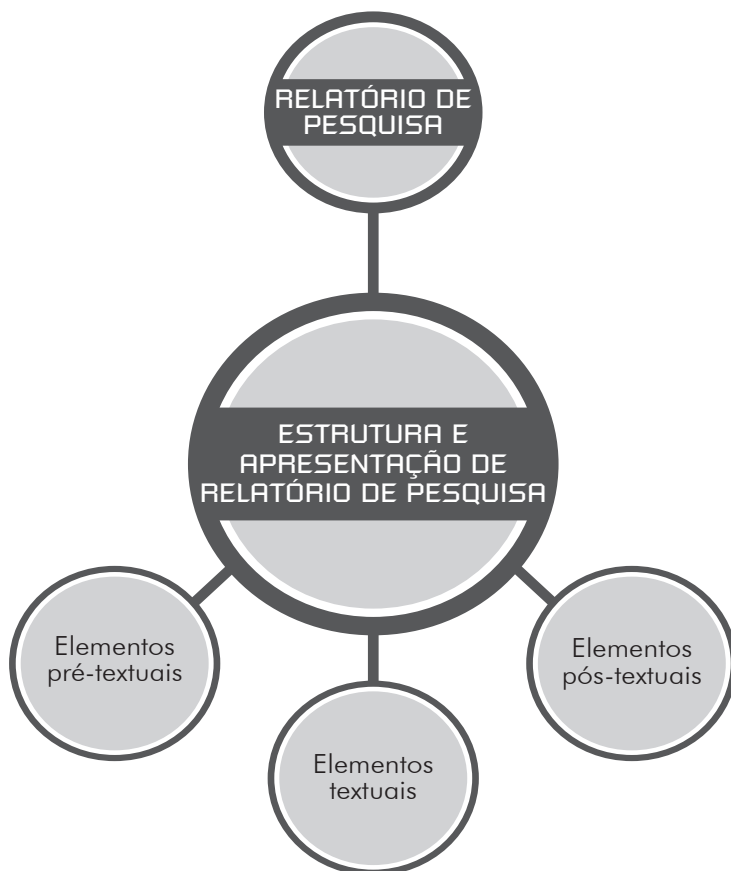 RELATÓRIO DE
PESQUISA
ESTRUTURA E
APRESENTAÇÃO DE
RELATÓRIO DE PESQUISA
Elementos
pré-textuais
Elementos
textuais
Elementos
pós-textuais